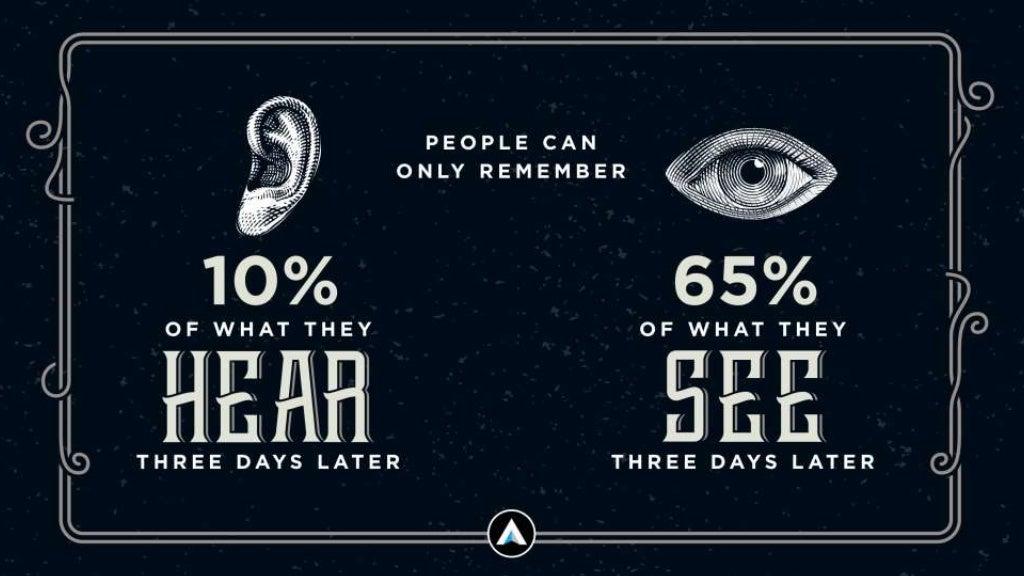 PEOPLE CAN
ONLY REMEMBER
10%
OF WHAT THEY
HEAR
THREE DAYS LATER
65%
OF WHAT THEY
SEE
THREE DAYS LATER